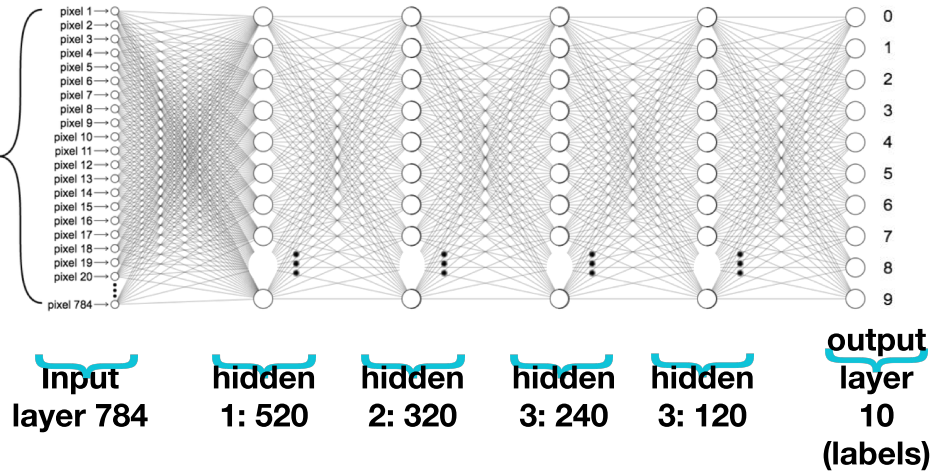 pixel 1
pixel 2
pixel 3
pixel 4
pixel 5
pixel 6
pixel 7
pixel 8
pixel 9
pixel 10
pixel 11
pixel 12
pixel 13
pixel 14
pixel 15
pixel 16
pixel 17
pixel 18
pixel 19
pixel 20
pixel 784
0
1
2
3
4
5
6
7
8
9
Input
layer 784
hidden
1: 520
hidden
2: 320
hidden
3: 240
hidden
3: 120
output
layer
10
(labels)